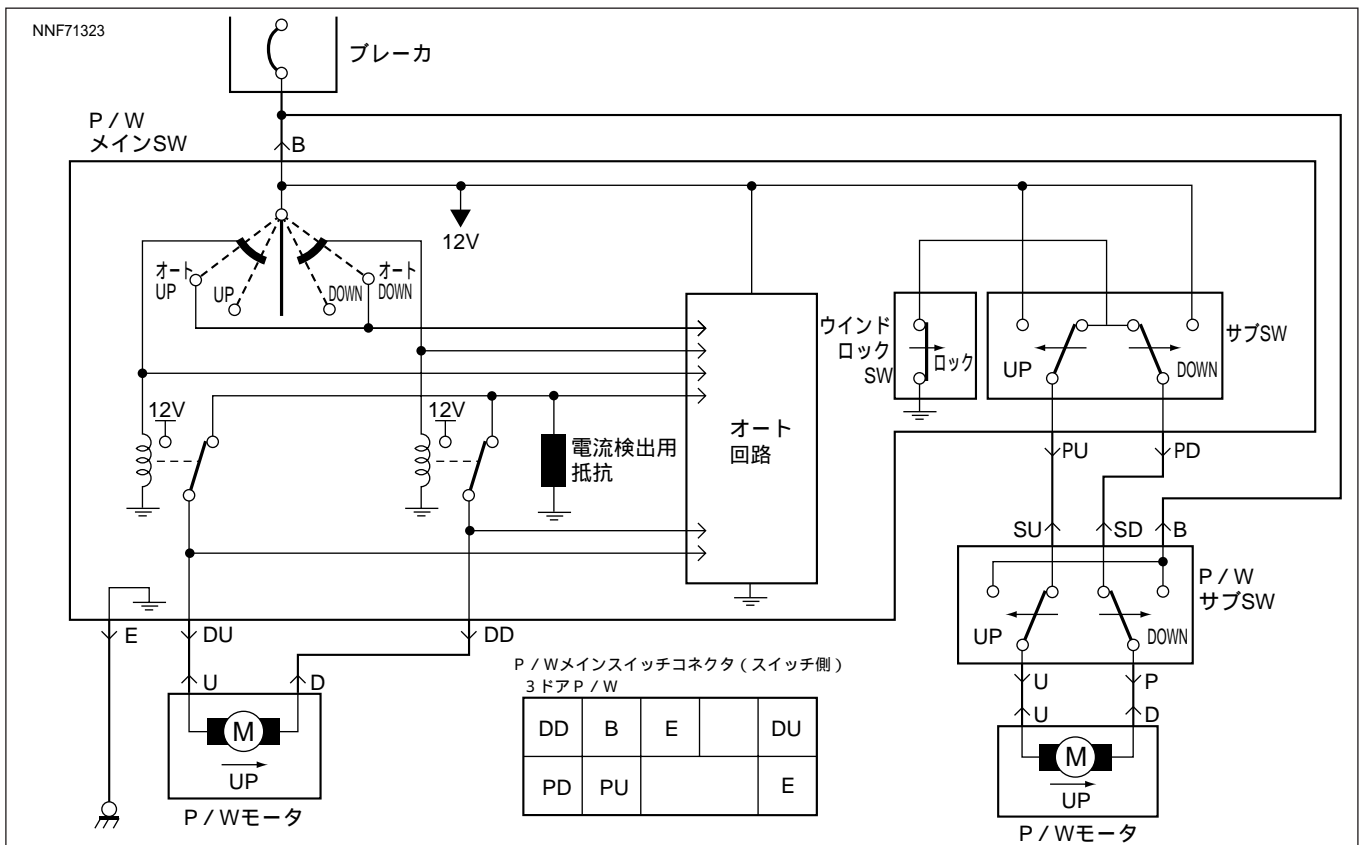 NNF71323
ブレーカ
P / W
メインSW
B
12V
オート
UP
UP
DOWN
オート
DOWN
12V
12V
電流検出用
抵抗
オート
回路
ウインド
ロック
SW
ロック
UP
DOWN
サブSW
PU
PD
SU
SD
B
P / W
サブSW
UP
DOWN
E
DU
DD
U
D
M
UP
P / Wモータ
P / Wメインスイッチコネクタ ( スイッチ側 )
3 ドア P / W
DD B E DU
PD PU E
U
P
U
D
M
UP
P / Wモータ